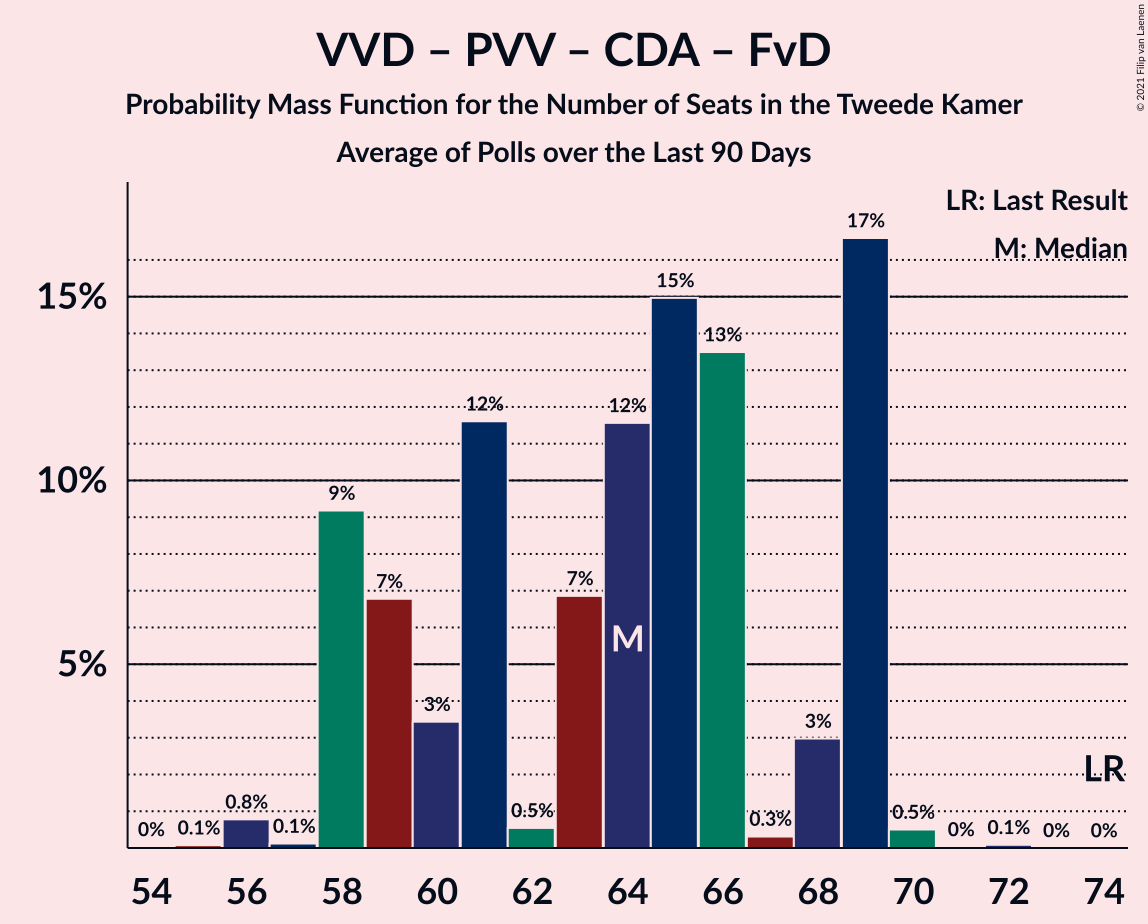 VVD – PVV – CDA – FvD
Probability Mass Function for the Number of Seats in the Tweede Kamer
Average of Polls over the Last 90 Days
© 2021 Filip van Laenen
LR: Last Result
M: Median
17%
15%
15%
13%
12%
12%
10%
9%
7%
7%
M
5%
3%
3%
LR
0%
0.1%
0.8%
0.1%
0.5%
0.3%
0.5%
0%
0.1%
0%
0%
54 56 58 60 62 64 66 68 70 72 74